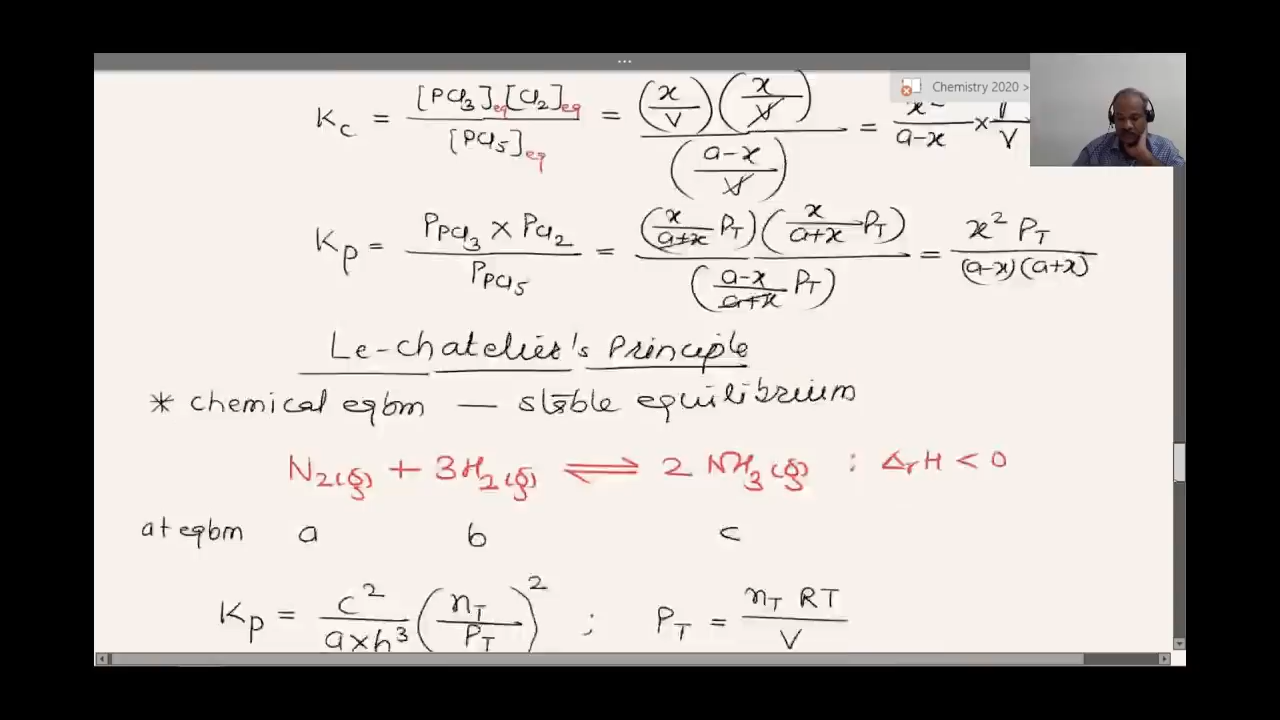 ...
Chemistry 2020 >
Kc = [PCl3]eq[Cl2]eq / [PCl5]eq = (x/V)(x/V) / ((a-x)/V) = x² / a-x × 1/V
Kp = PPCl3 × PCl2 / PPCl5 = (x/a+x PT)(x/a+x PT) / (a-x/a+x PT) = x² PT / (a-x)(a+x)
Le-chatelier's Principle
* chemical eqbm — stable equilibrium
N2(g) + 3H2(g) ⇌ 2 NH3(g) : ΔrH < 0
at eqbm a b c
Kp = c² / a×b³ (nT / PT)² ; PT = nT RT / V